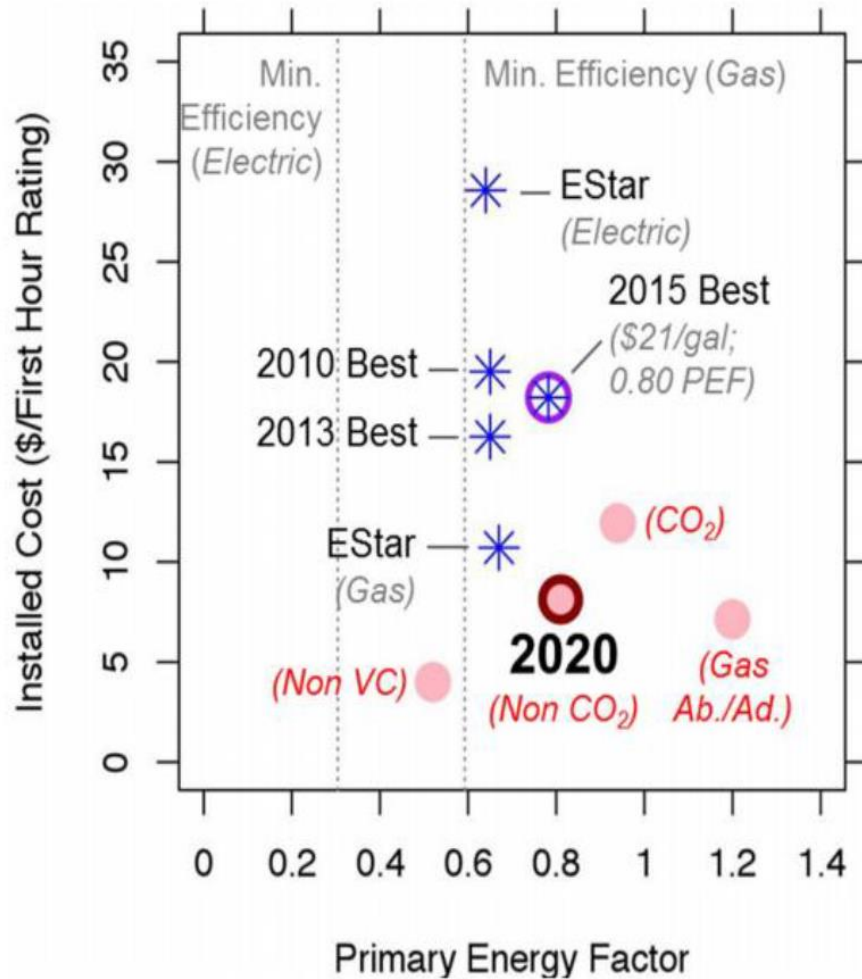 Installed Cost ($/First Hour Rating)
35
30
25
20
15
10
5
0
Min.
Efficiency
(Electric)
Min. Efficiency (Gas)
EStar
(Electric)
2015 Best
($21/gal;
0.80 PEF)
2010 Best
2013 Best
EStar
(Gas)
(CO₂)
2020
(Non CO₂)
(Gas
Ab./Ad.)
(Non VC)
0 0.2 0.4 0.6 0.8 1 1.2 1.4
Primary Energy Factor